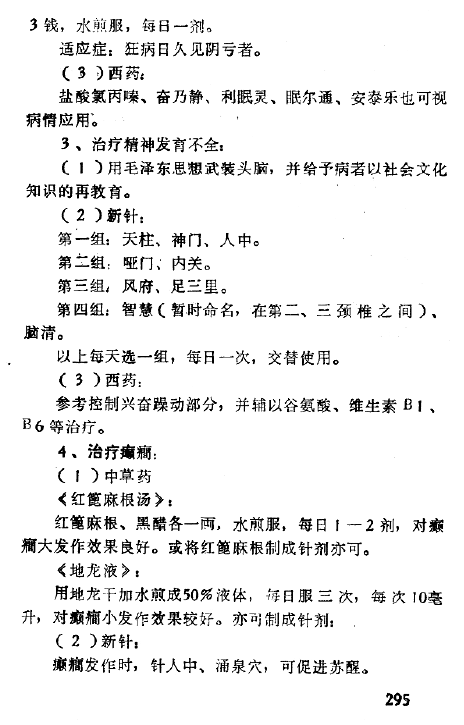 3钱，水煎服，每日一剂。
适应症：狂病日久见阴亏者。
（3）西药：
盐酸氯丙嗪、奋乃静、利眠灵、眠尔通、安泰乐也可视
病情应用。
3、治疗精神发育不全：
（1）用毛泽东思想武装头脑，并给予病者以社会文化
知识的再教育。
（2）新针：
第一组：天柱、神门、人中。
第二组：哑门、内关。
第三组：风府、足三里。
第四组：智慧（暂时命名，在第二、三颈椎之间）、
脑清。
以上每天选一组，每日一次，交替使用。
（3）西药：
参考控制兴奋躁动部分，并辅以谷氨酸、维生素B1、
B6等治疗。
4、治疗癫癇：
（1）中草药
《红篦麻根汤》：
红篦麻根、黑醋各一两，水煎服，每日1—2剂，对癫
癇大发作效果良好。或将红篦麻根制成针剂亦可。
《地龙液》：
用地龙干加水煎成50%液体，每日服三次，每次10毫
升，对癫癇小发作效果较好。亦可制成针剂；
（2）新针：
癫癇发作时，针人中、涌泉穴，可促进苏醒。
295